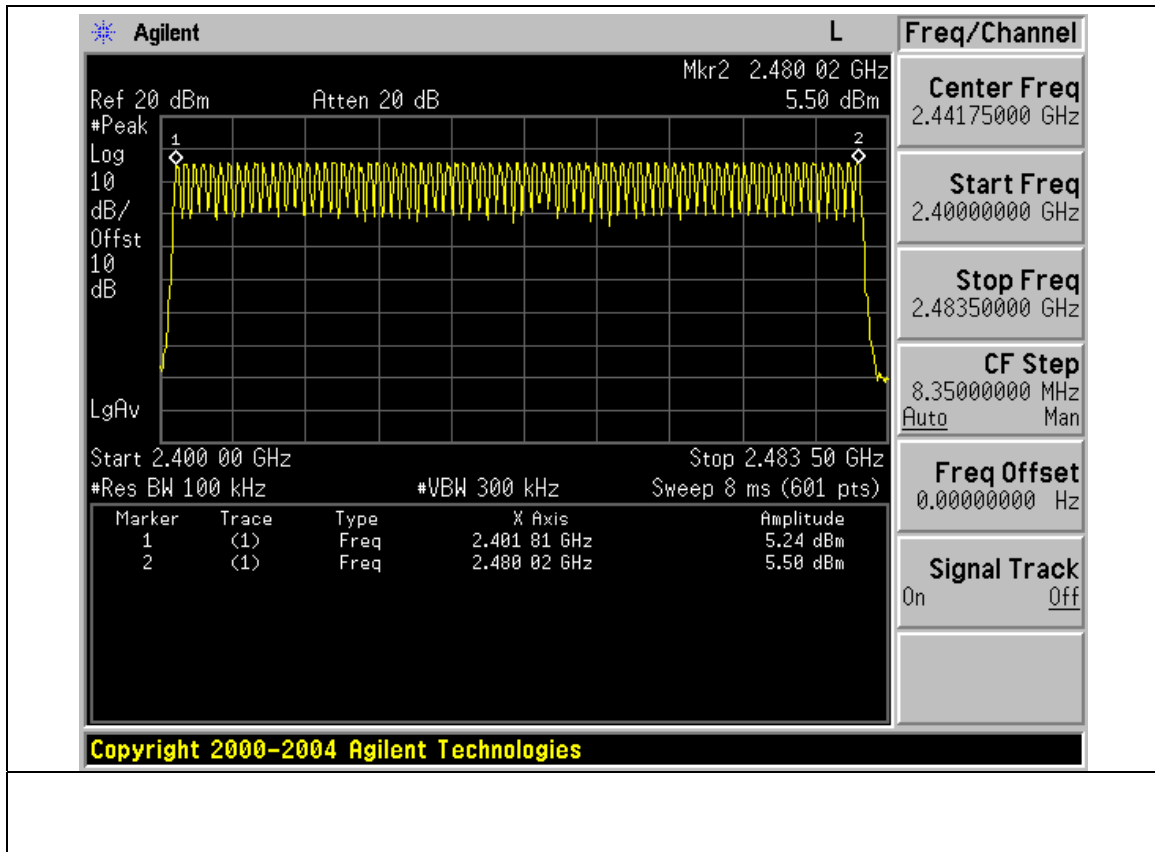 Agilent L
Mkr2 2.480 02 GHz
Ref 20 dBm Atten 20 dB 5.50 dBm
#Peak
Log
10
dB/
Offst
10
dB
LgAv
1
2
Start 2.400 00 GHz Stop 2.483 50 GHz
#Res BW 100 kHz #VBW 300 kHz Sweep 8 ms (601 pts)
Marker Trace Type X Axis Amplitude
1 (1) Freq 2.401 81 GHz 5.24 dBm
2 (1) Freq 2.480 02 GHz 5.50 dBm
Freq/Channel
Center Freq
2.44175000 GHz
Start Freq
2.40000000 GHz
Stop Freq
2.48350000 GHz
CF Step
8.35000000 MHz
Auto Man
Freq Offset
0.00000000 Hz
Signal Track
On Off
Copyright 2000-2004 Agilent Technologies